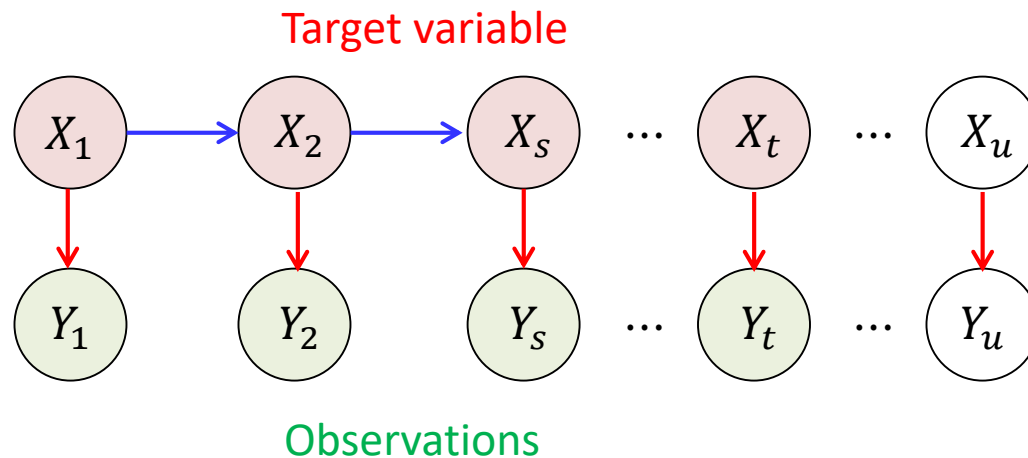 Target variable
X₁ X₂ Xₛ ... Xₜ ... Xᵤ
Y₁ Y₂ Yₛ ... Yₜ ... Yᵤ
Observations